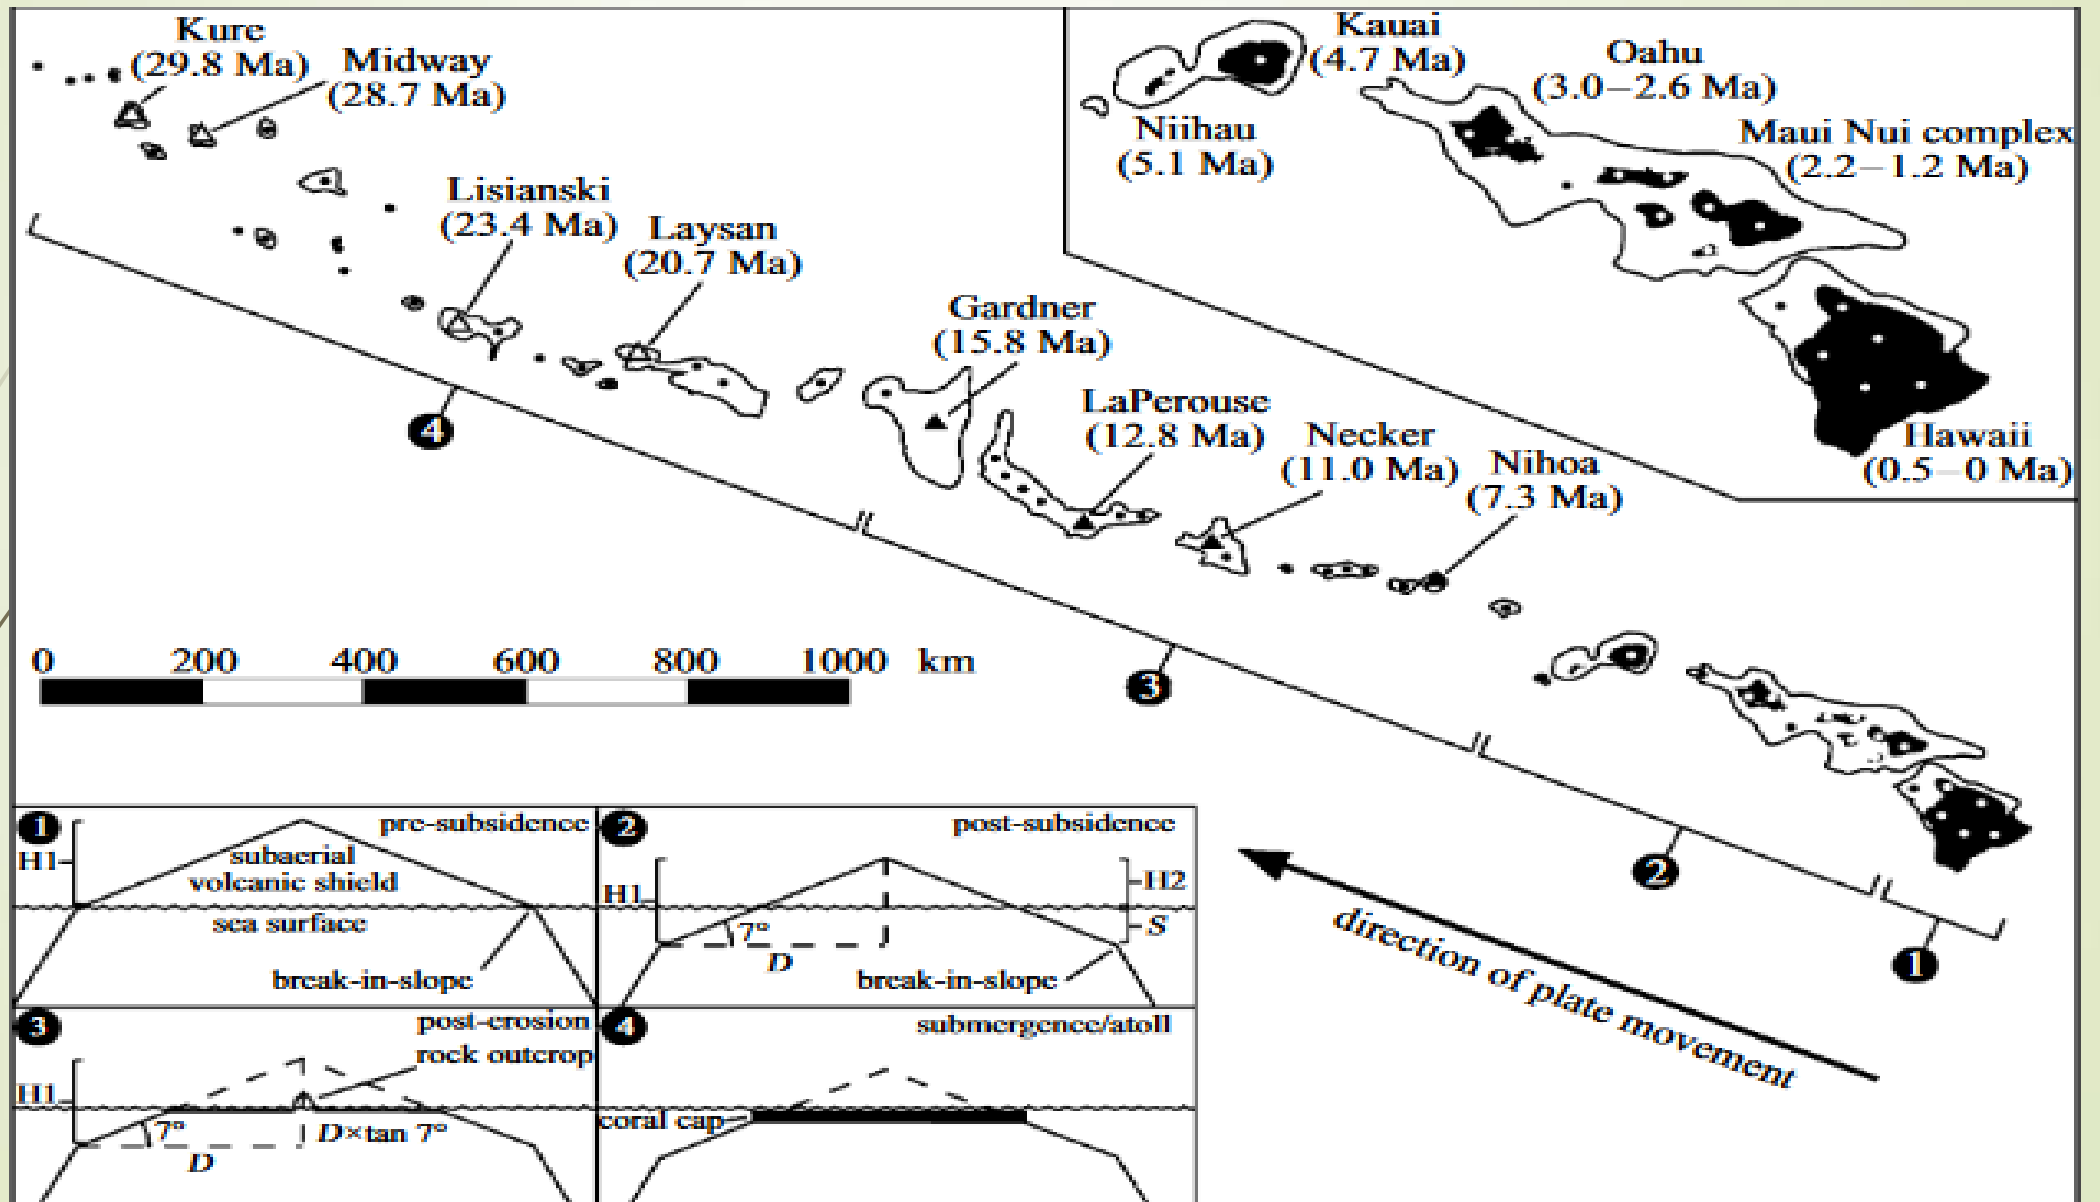 Kure
(29.8 Ma)
Midway
(28.7 Ma)
Lisianski
(23.4 Ma)
Laysan
(20.7 Ma)
Gardner
(15.8 Ma)
LaPerouse
(12.8 Ma)
Necker
(11.0 Ma)
Nihoa
(7.3 Ma)
Kauai
(4.7 Ma)
Niihau
(5.1 Ma)
Oahu
(3.0–2.6 Ma)
Maui Nui complex
(2.2–1.2 Ma)
Hawaii
(0.5–0 Ma)
4
3
2
1
0 200 400 600 800 1000 km
direction of plate movement
1
pre-subsidence
H1
subaerial
volcanic shield
sea surface
break-in-slope
2
post-subsidence
H1
H2
S
7°
D
break-in-slope
3
post-erosion
rock outcrop
H1
7°
D×tan 7°
D
4
submergence/atoll
coral cap